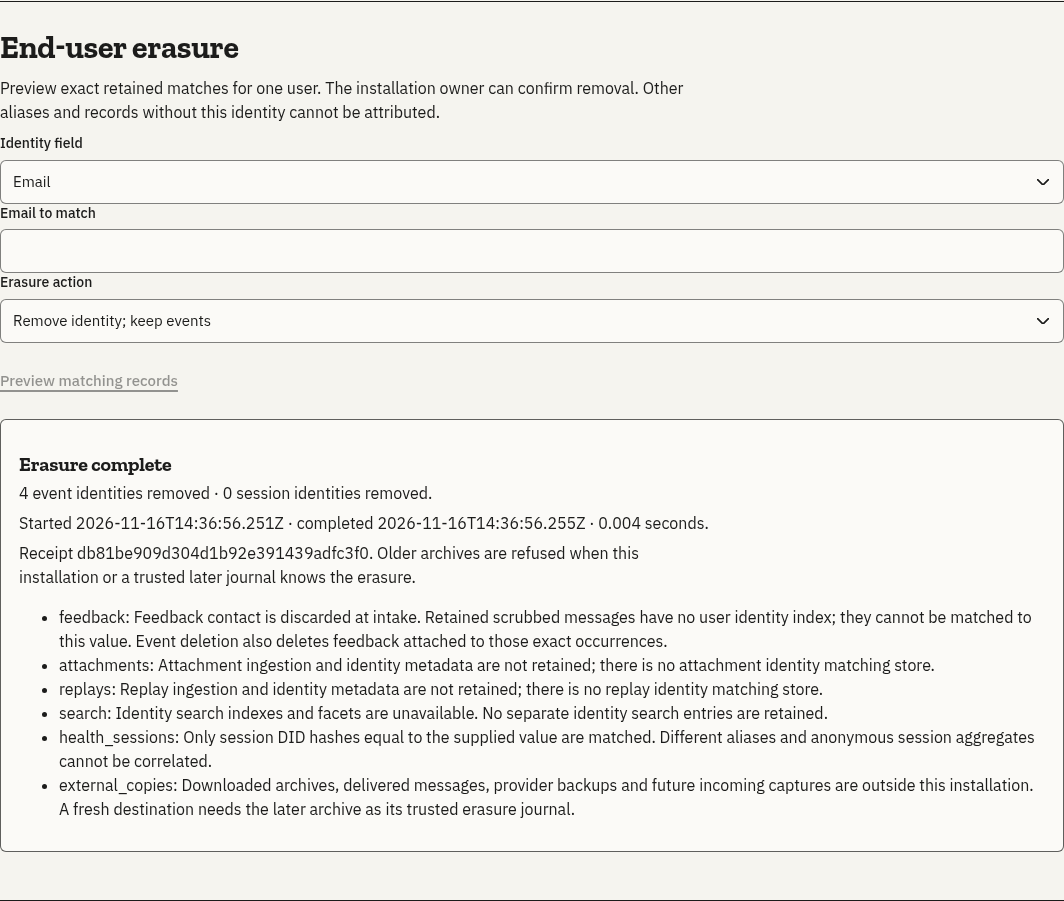 End-user erasure
Preview exact retained matches for one user. The installation owner can confirm removal. Other
aliases and records without this identity cannot be attributed.
Identity field
Email
Email to match
Erasure action
Remove identity; keep events
Preview matching records
Erasure complete
4 event identities removed · 0 session identities removed.
Started 2026-11-16T14:36:56.251Z · completed 2026-11-16T14:36:56.255Z · 0.004 seconds.
Receipt db81be909d304d1b92e391439adfc3f0. Older archives are refused when this
installation or a trusted later journal knows the erasure.
• feedback: Feedback contact is discarded at intake. Retained scrubbed messages have no user identity index; they cannot be matched to
this value. Event deletion also deletes feedback attached to those exact occurrences.
• attachments: Attachment ingestion and identity metadata are not retained; there is no attachment identity matching store.
• replays: Replay ingestion and identity metadata are not retained; there is no replay identity matching store.
• search: Identity search indexes and facets are unavailable. No separate identity search entries are retained.
• health_sessions: Only session DID hashes equal to the supplied value are matched. Different aliases and anonymous session aggregates
cannot be correlated.
• external_copies: Downloaded archives, delivered messages, provider backups and future incoming captures are outside this installation.
A fresh destination needs the later archive as its trusted erasure journal.